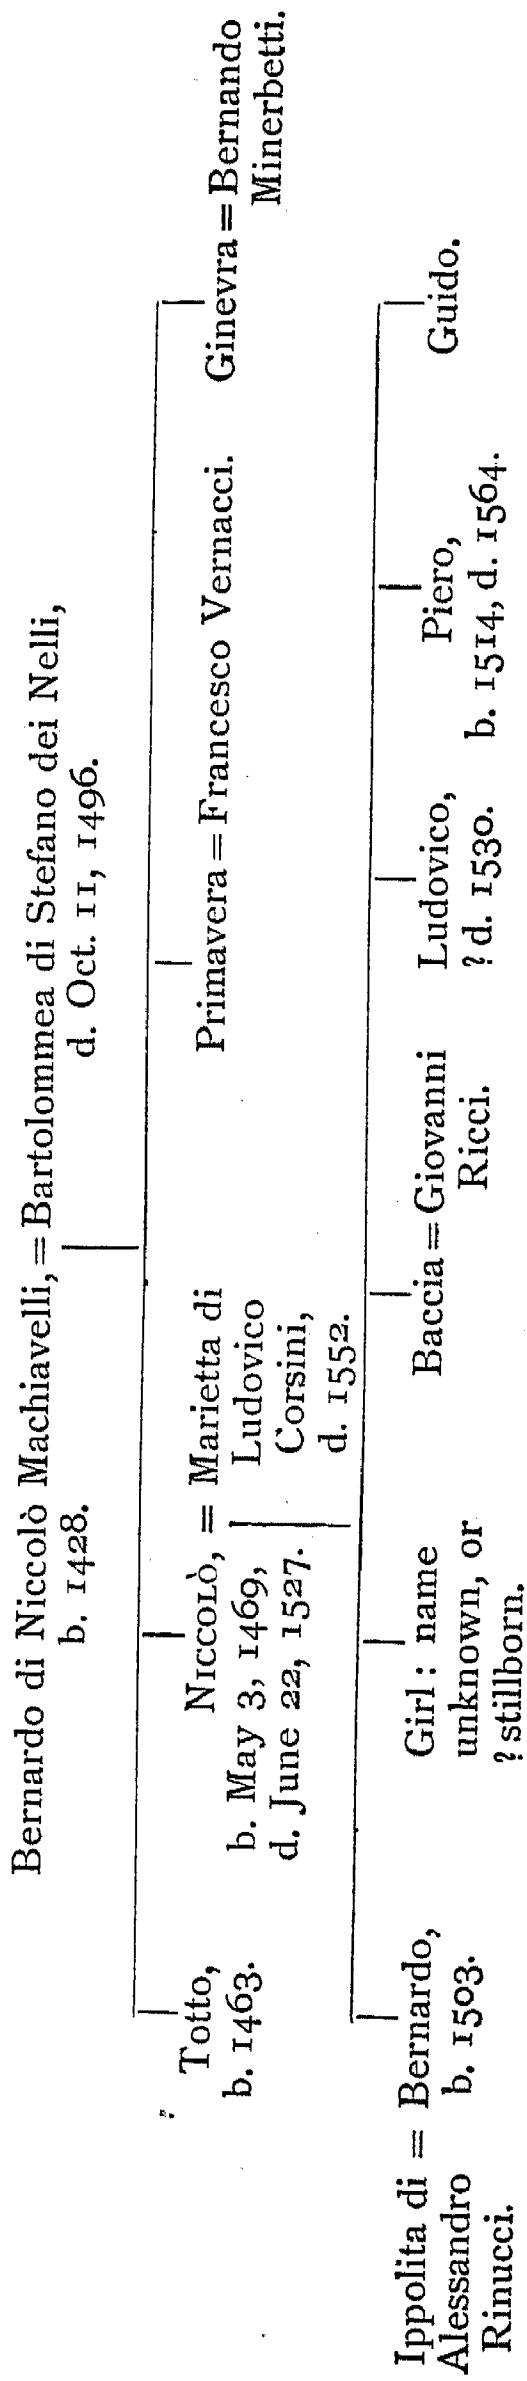 Bernardo di Niccolò Machiavelli, = Bartolommea di Stefano dei Nelli,
b. 1428.
d. Oct. 11, 1496.
Totto,
b. 1463.
Niccolò,
b. May 3, 1469,
d. June 22, 1527.
= Marietta di
Ludovico
Corsini,
d. 1552.
Primavera = Francesco Vernacci.
Ginevra = Bernando
Minerbetti.
Ippolita di
Alessandro
Rinucci.
= Bernardo,
b. 1503.
Girl: name
unknown, or
? stillborn.
Baccia = Giovanni
Ricci.
Ludovico,
? d. 1530.
Piero,
b. 1514, d. 1564.
Guido.